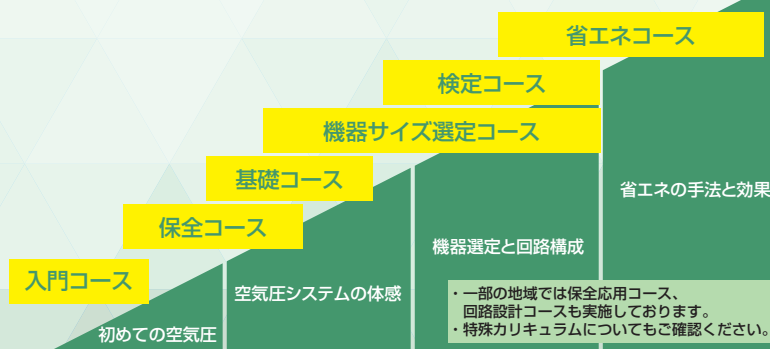 省エネコース
検定コース
機器サイズ選定コース
基礎コース
保全コース
入門コース
初めての空気圧
空気圧システムの体感
機器選定と回路構成
省エネの手法と効果
・一部の地域では保全応用コース、
回路設計コースも実施しております。
・特殊カリキュラムについてもご確認ください。